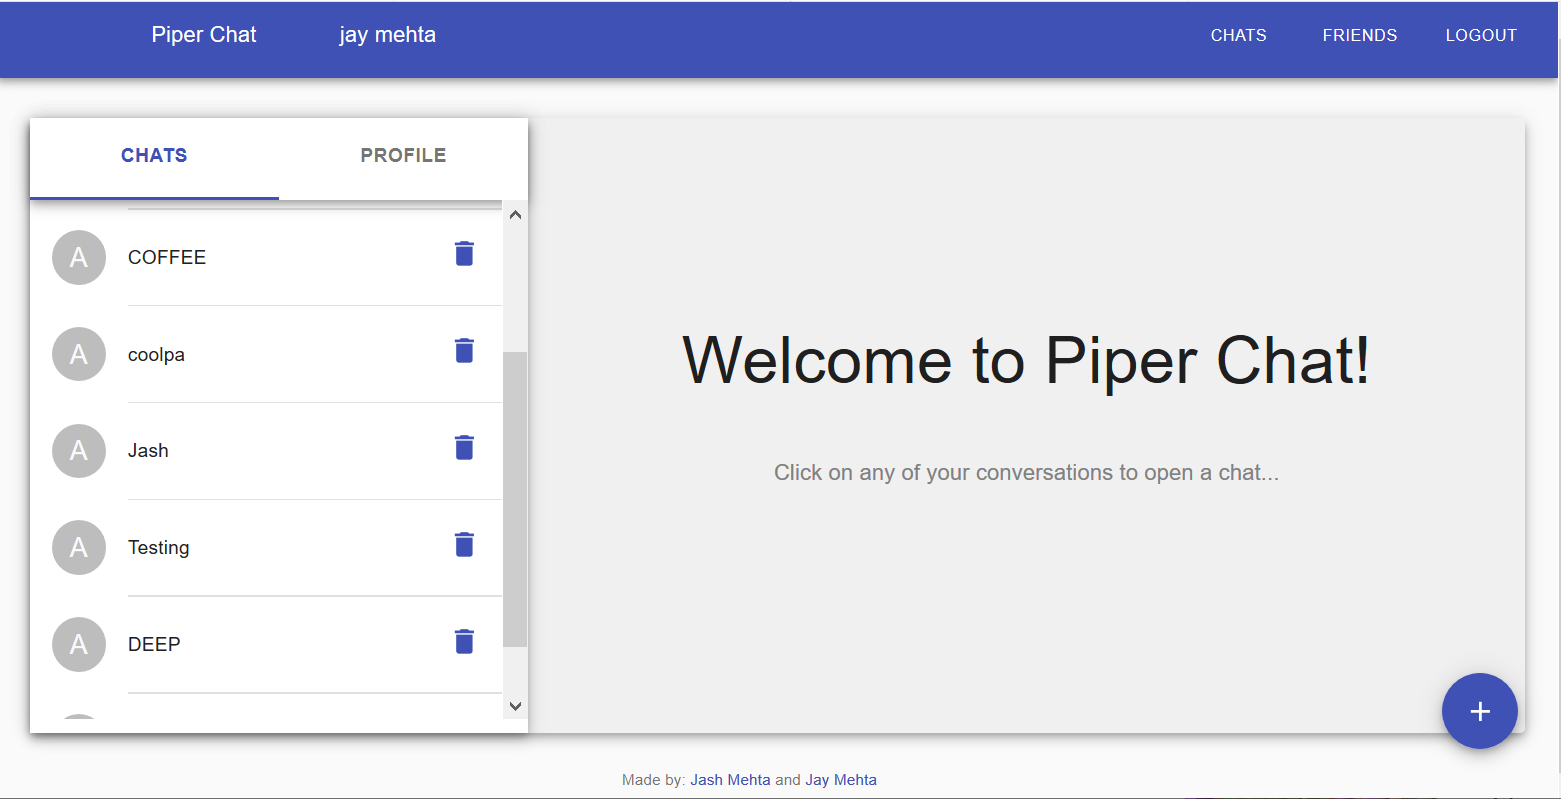 Piper Chat jay mehta CHATS FRIENDS LOGOUT
CHATS PROFILE
A COFFEE
A coolpa
A Jash
A Testing
A DEEP
Welcome to Piper Chat!
Click on any of your conversations to open a chat...
+
Made by: Jash Mehta and Jay Mehta